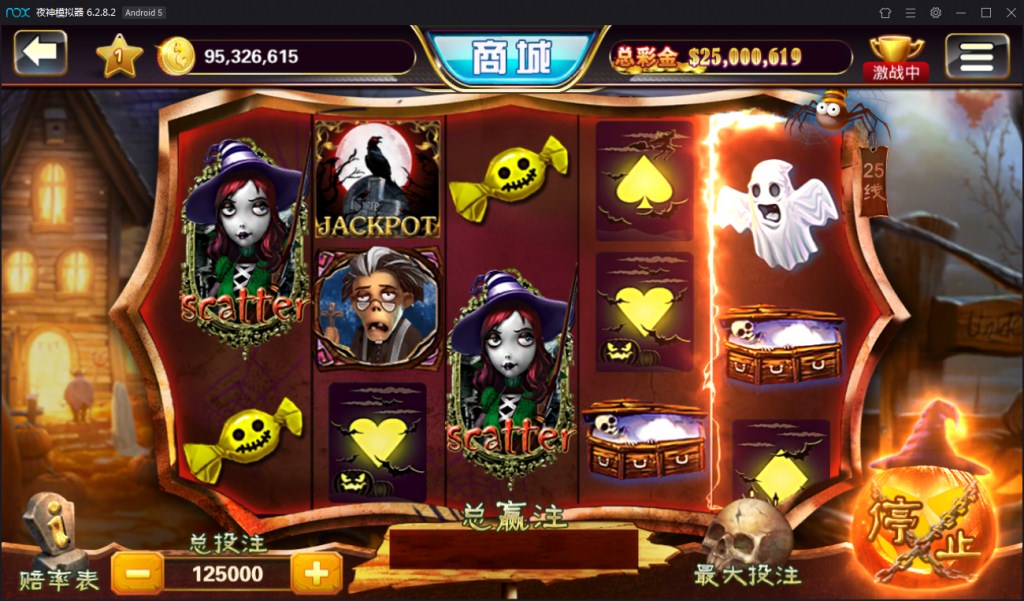 nox 夜神模拟器 6.2.8.2 Android 5
1
95,326,615
商城
总彩金 $25,000,619
激战中
25
线
JACKPOT
scatter
scatter
总赢注
总投注
125000
赔率表
最大投注
停止